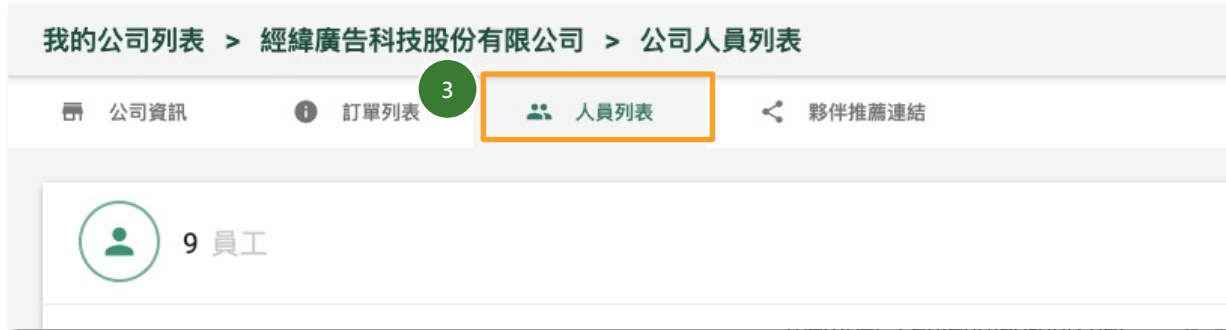 我的公司列表 > 經緯廣告科技股份有限公司 > 公司人員列表
公司資訊 訂單列表 3 人員列表 夥伴推薦連結
9 員工